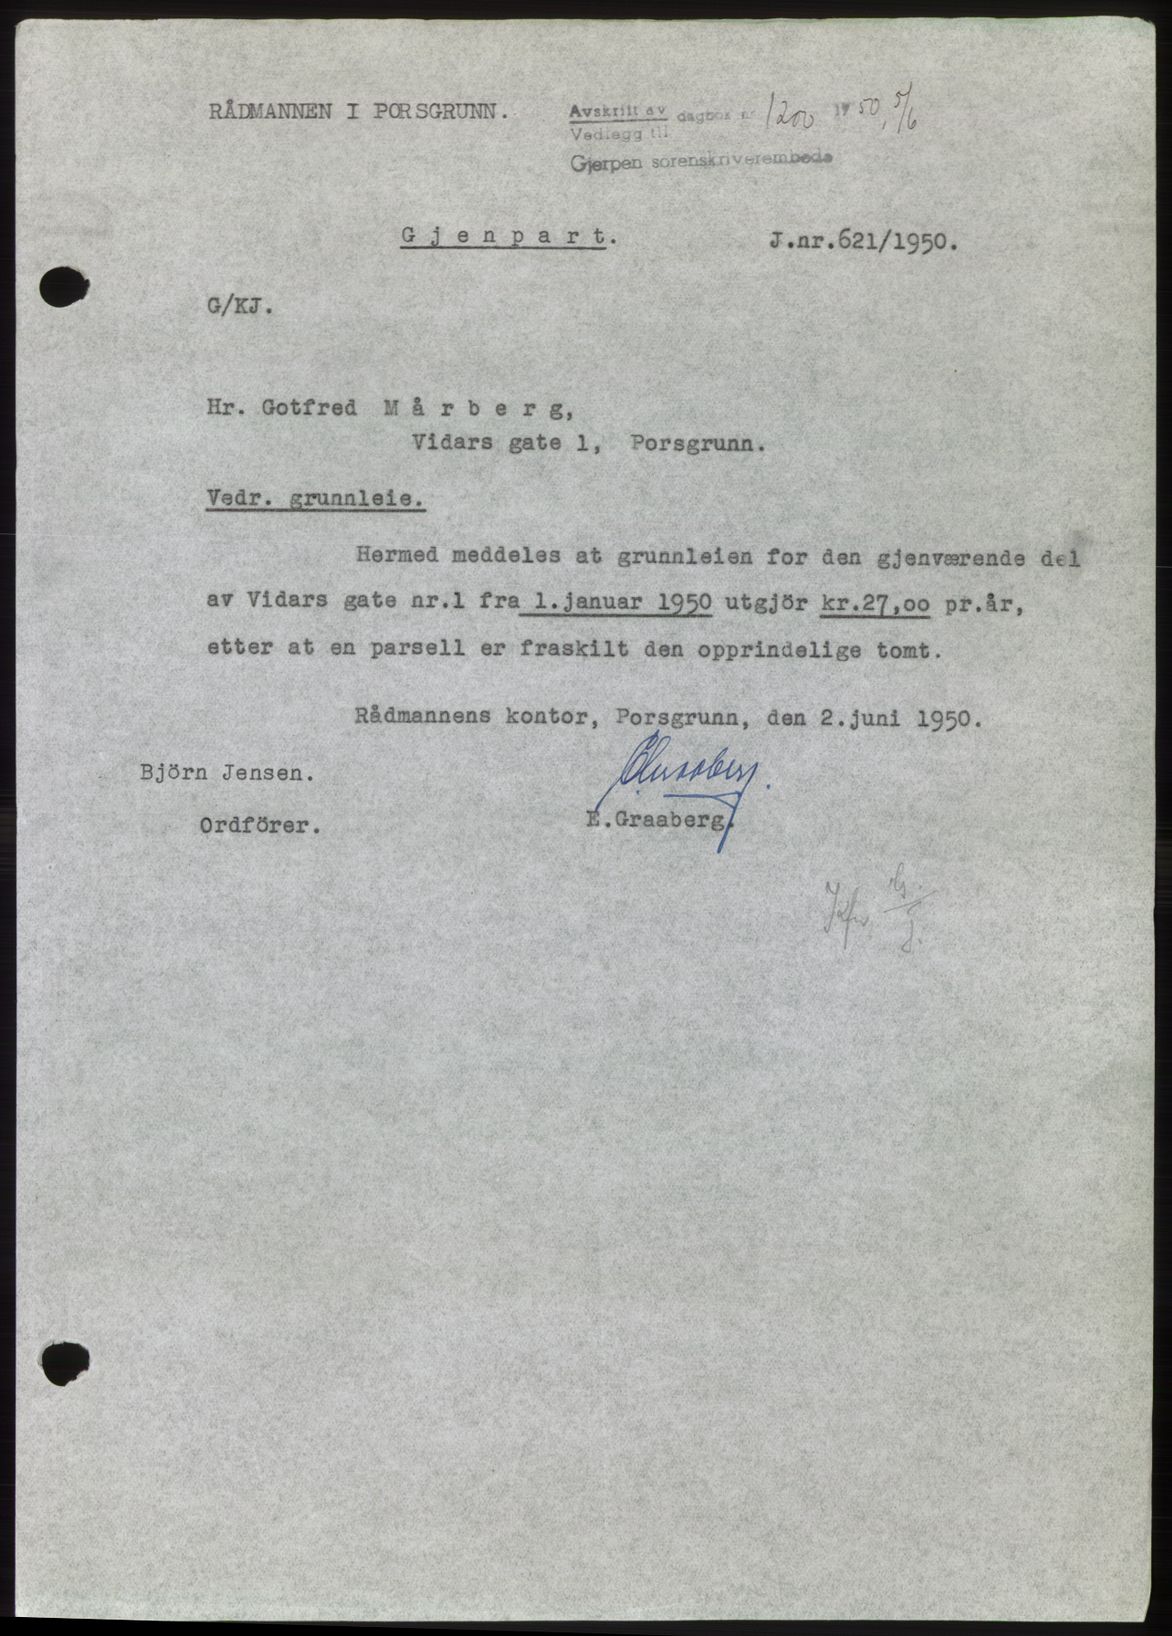 RÅDMANNEN I PORSGRUNN.
Avskrift av dagbok nr 1200 1950, 5/6
Vedlegg til
Gjerpen sorenskriverembede
G j e n p a r t. J.nr.621/1950.
G/KJ.
Hr. Gotfred M å r b e r g,
Vidars gate 1, Porsgrunn.
Vedr. grunnleie.
Hermed meddeles at grunnleien for den gjenværende del
av Vidars gate nr.1 fra 1.januar 1950 utgjör kr.27,oo pr.år,
etter at en parsell er fraskilt den opprindelige tomt.
Rådmannens kontor, Porsgrunn, den 2.juni 1950.
Björn Jensen.
Ordförer. E.Graaberg.